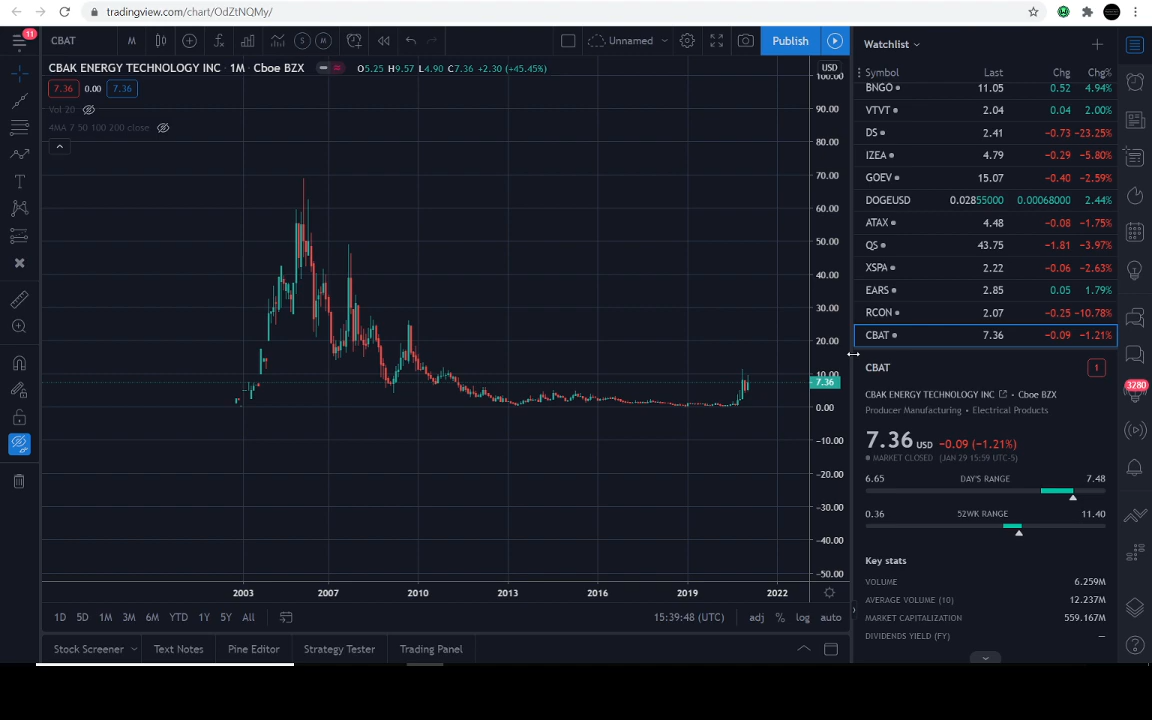 tradingview.com/chart/OdZtNQMy/
11
CBAT
M
Unnamed
Publish
Watchlist
CBAK ENERGY TECHNOLOGY INC · 1M · Cboe BZX
O5.25 H9.57 L4.90 C7.36 +2.30 (+45.45%)
USD
7.36 0.00 7.36
Vol 20
4MA 7 50 100 200 close
100.00
90.00
80.00
70.00
60.00
50.00
40.00
30.00
20.00
10.00
7.36
0.00
−10.00
−20.00
−30.00
−40.00
−50.00
2003 2007 2010 2013 2016 2019 2022
1D 5D 1M 3M 6M YTD 1Y 5Y All
15:39:48 (UTC)
adj % log auto
Stock Screener Text Notes Pine Editor Strategy Tester Trading Panel
Symbol Last Chg Chg%
BNGO 11.05 0.52 4.94%
VTVT 2.04 0.04 2.00%
DS 2.41 −0.73 −23.25%
IZEA 4.79 −0.29 −5.80%
GOEV 15.07 −0.40 −2.59%
DOGEUSD 0.02855000 0.00068000 2.44%
ATAX 4.48 −0.08 −1.75%
QS 43.75 −1.81 −3.97%
XSPA 2.22 −0.06 −2.63%
EARS 2.85 0.05 1.79%
RCON 2.07 −0.25 −10.78%
CBAT 7.36 −0.09 −1.21%
CBAT
1
CBAK ENERGY TECHNOLOGY INC • Cboe BZX
Producer Manufacturing • Electrical Products
7.36 USD −0.09 (−1.21%)
MARKET CLOSED (JAN 29 15:59 UTC-5)
6.65 DAY'S RANGE 7.48
0.36 52WK RANGE 11.40
Key stats
VOLUME 6.259M
AVERAGE VOLUME (10) 12.237M
MARKET CAPITALIZATION 559.167M
DIVIDENDS YIELD (FY) —
3280